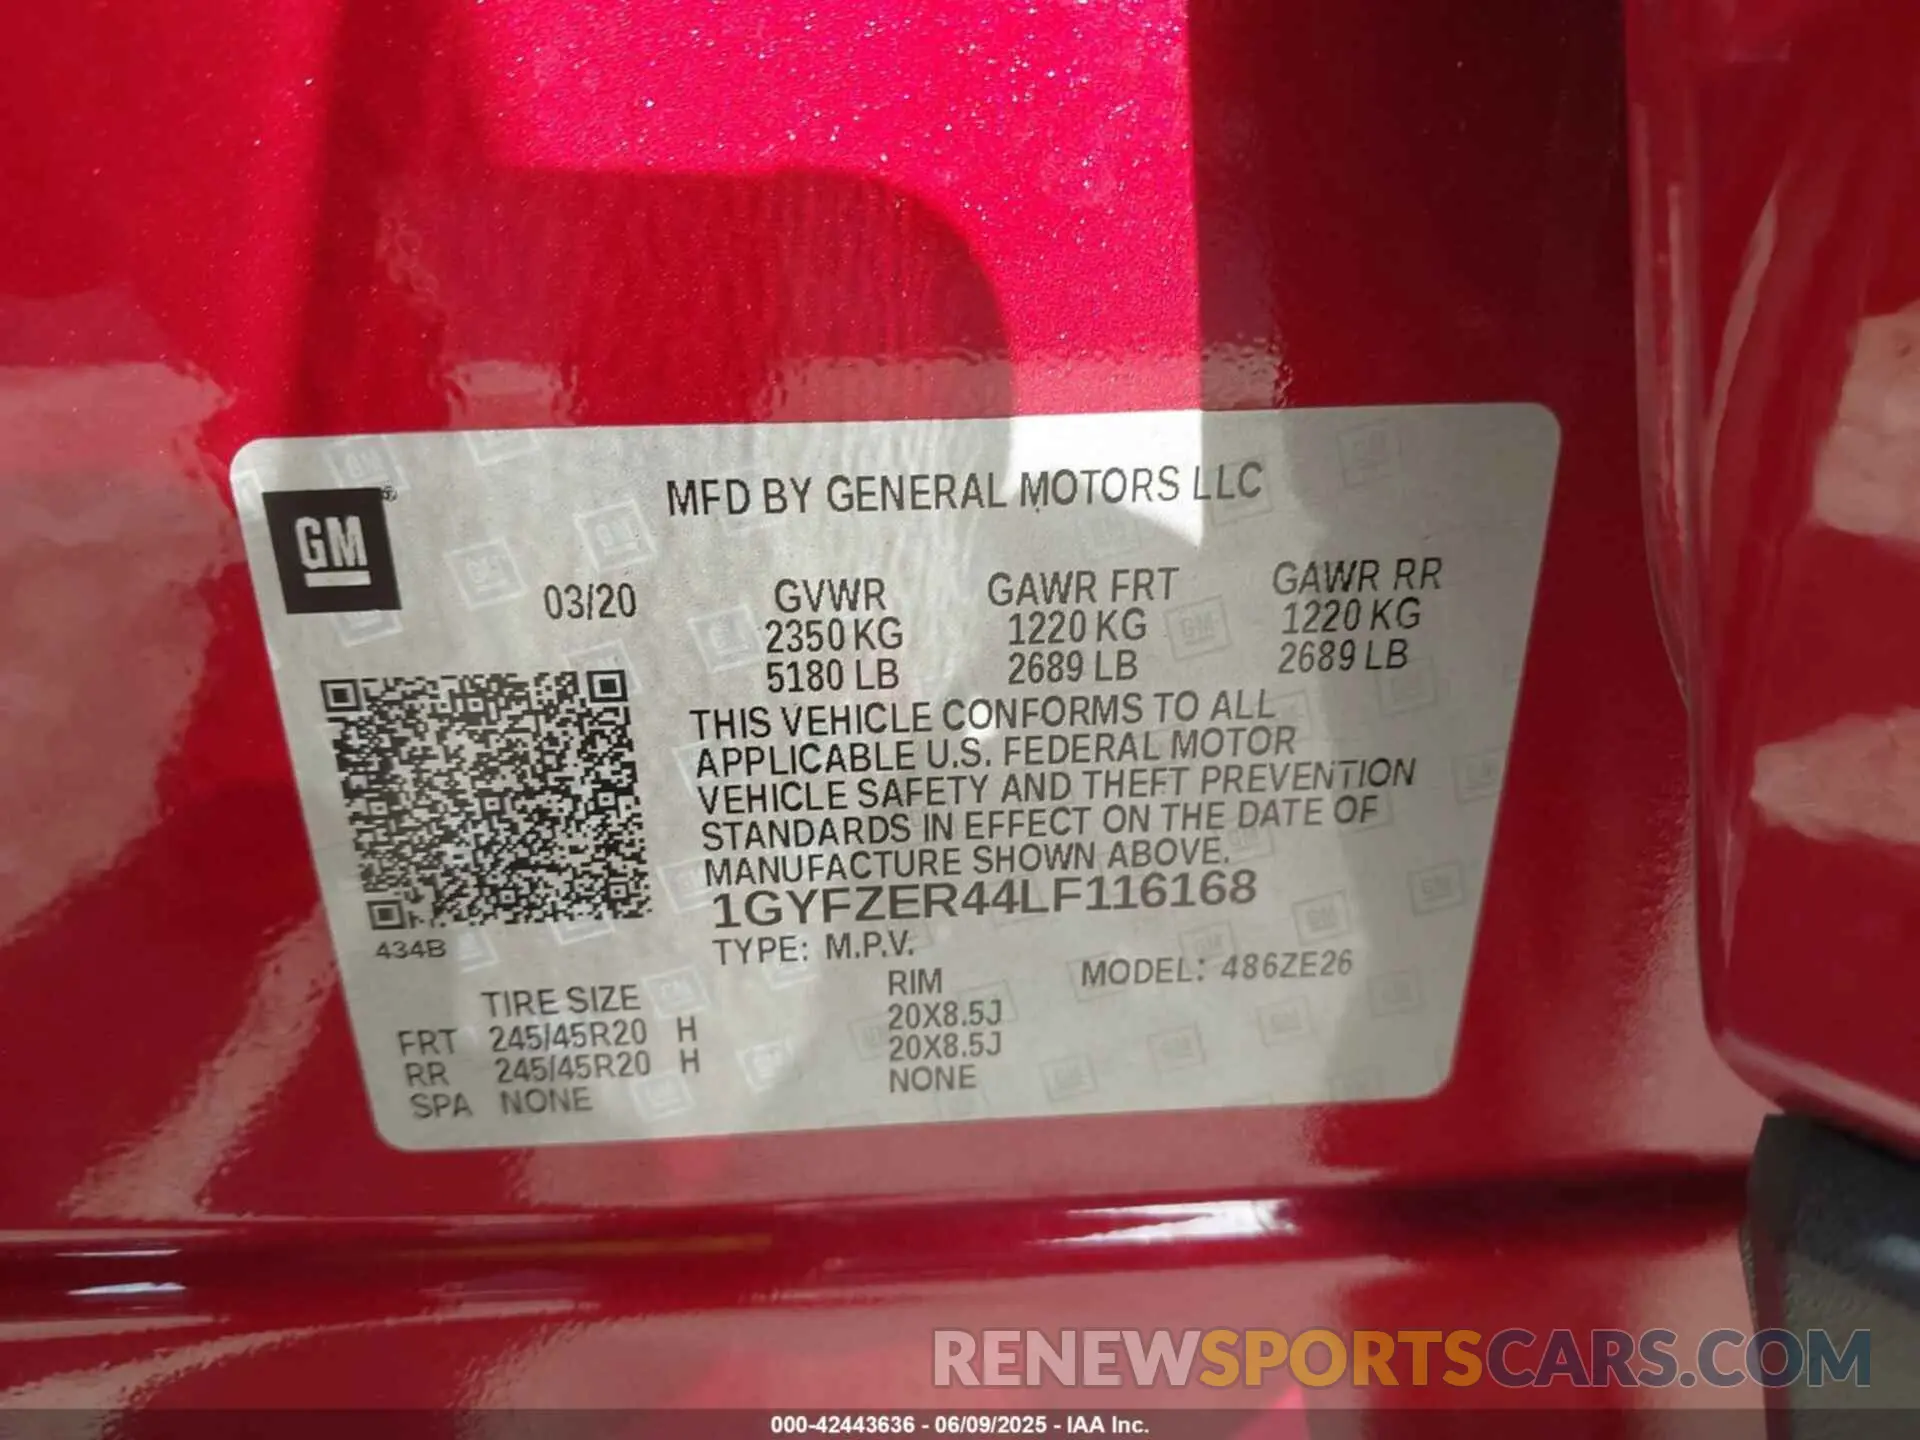 MFD BY GENERAL MOTORS LLC
GM®
03/20
GVWR GAWR FRT GAWR RR
2350 KG 1220 KG 1220 KG
5180 LB 2689 LB 2689 LB
THIS VEHICLE CONFORMS TO ALL
APPLICABLE U.S. FEDERAL MOTOR
VEHICLE SAFETY AND THEFT PREVENTION
STANDARDS IN EFFECT ON THE DATE OF
MANUFACTURE SHOWN ABOVE.
1GYFZER44LF116168
434B
TYPE: M.P.V.
MODEL: 486ZE26
TIRE SIZE RIM
FRT 245/45R20 H 20X8.5J
RR 245/45R20 H 20X8.5J
SPA NONE NONE
RENEWSPORTSCARS.COM
000-42443636 - 06/09/2025 - IAA Inc.